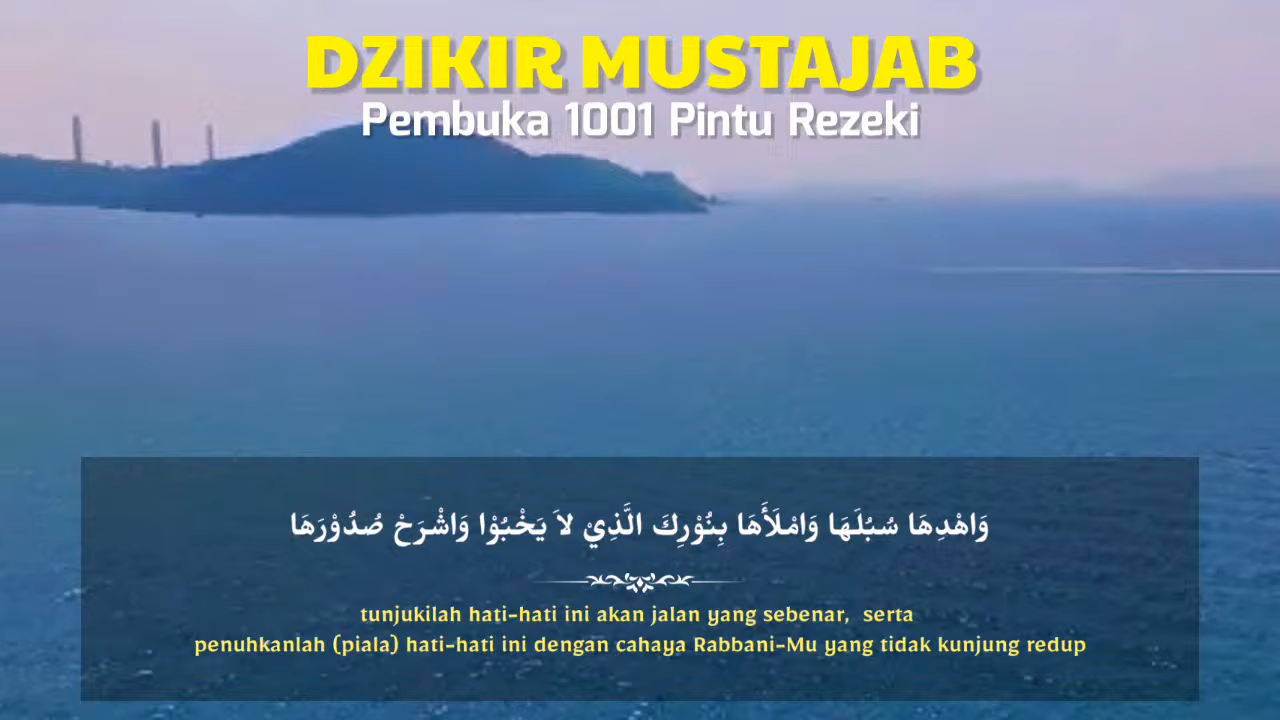 DZIKIR MUSTAJAB
Pembuka 1001 Pintu Rezeki
وَاهْدِهَا سُبُلَهَا وَامْلَأَهَا بِنُوْرِكَ الَّذِيْ لاَ يَخْبُوْا وَاشْرَحْ صُدُوْرَهَا
tunjukilah hati-hati ini akan jalan yang sebenar, serta
penuhkanlah (piala) hati-hati ini dengan cahaya Rabbani-Mu yang tidak kunjung redup